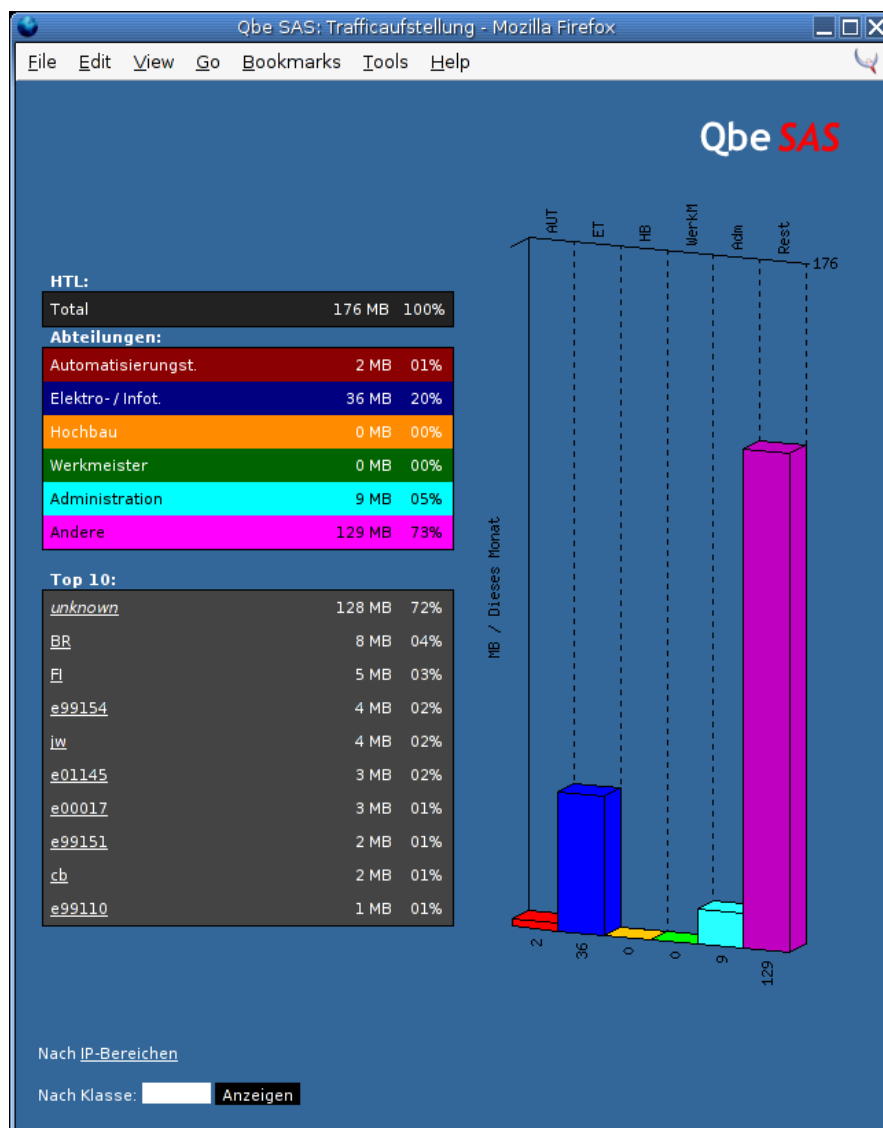 Qbe SAS: Trafficaufstellung - Mozilla Firefox
File Edit View Go Bookmarks Tools Help
Qbe SAS
HTL:
Total 176 MB 100%
Abteilungen:
Automatisierungst. 2 MB 01%
Elektro- / Infot. 36 MB 20%
Hochbau 0 MB 00%
Werkmeister 0 MB 00%
Administration 9 MB 05%
Andere 129 MB 73%
Top 10:
unknown 128 MB 72%
BR 8 MB 04%
FI 5 MB 03%
e99154 4 MB 02%
jw 4 MB 02%
e01145 3 MB 02%
e00017 3 MB 01%
e99151 2 MB 01%
cb 2 MB 01%
e99110 1 MB 01%
AUT ET HB WerkM Adm Rest
176
MB / Dieses Monat
2 36 0 0 9 129
Nach IP-Bereichen
Nach Klasse: Anzeigen